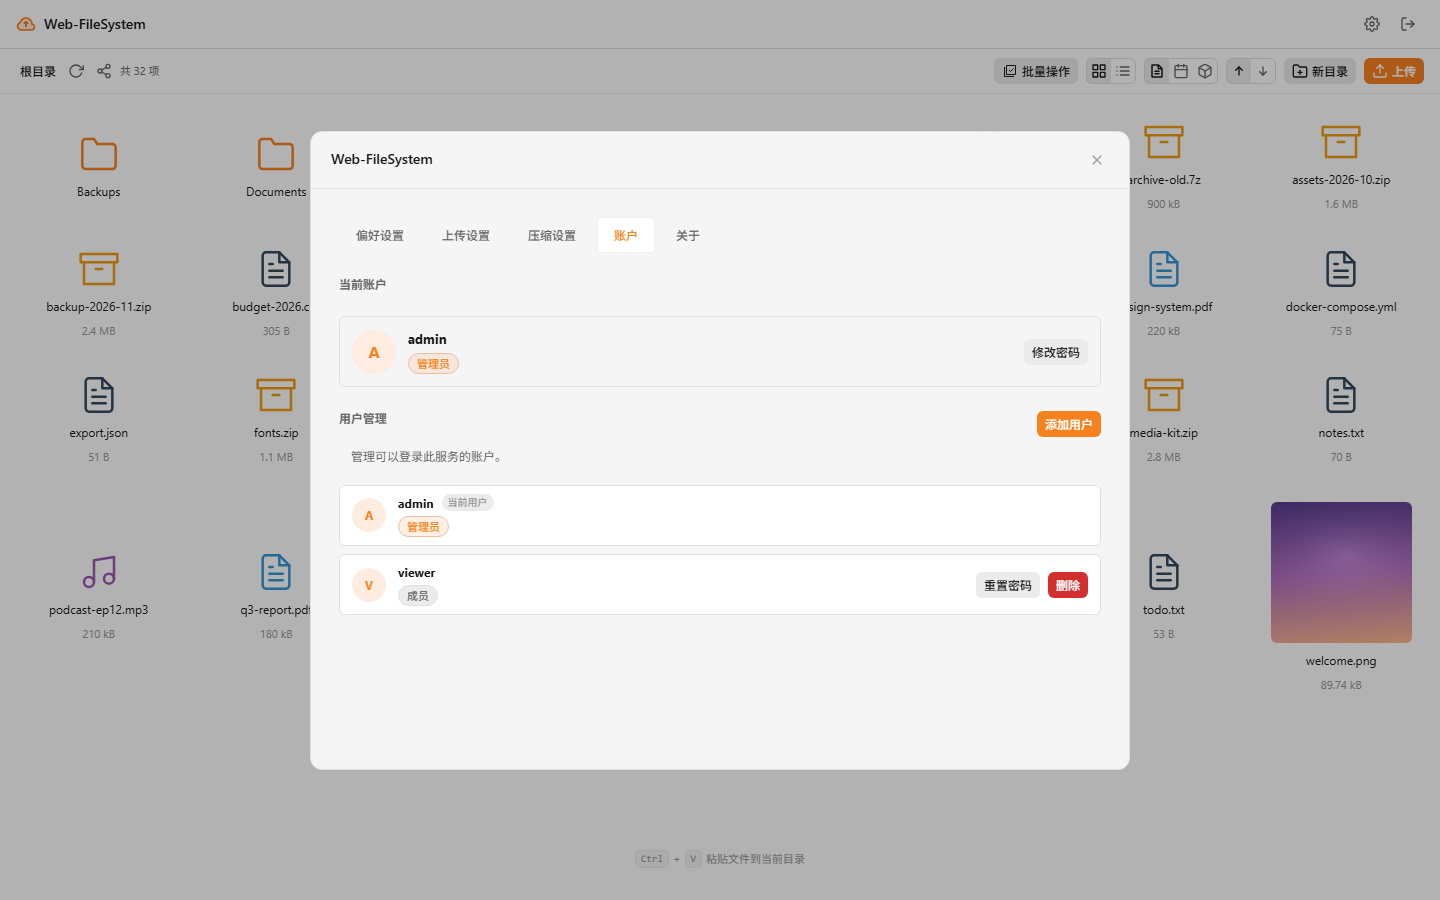 Web-FileSystem
根目录
共 32 项
批量操作
新目录
上传
Backups
Documents
archive-old.7z
900 kB
assets-2026-10.zip
1.6 MB
backup-2026-11.zip
2.4 MB
budget-2026.c
305 B
sign-system.pdf
220 kB
docker-compose.yml
75 B
export.json
51 B
fonts.zip
1.1 MB
media-kit.zip
2.8 MB
notes.txt
70 B
podcast-ep12.mp3
210 kB
q3-report.pdf
180 kB
todo.txt
53 B
welcome.png
89.74 kB
Web-FileSystem
偏好设置
上传设置
压缩设置
账户
关于
当前账户
A
admin
管理员
修改密码
用户管理
添加用户
管理可以登录此服务的账户。
A
admin 当前用户
管理员
V
viewer
成员
重置密码
删除
Ctrl + V 粘贴文件到当前目录